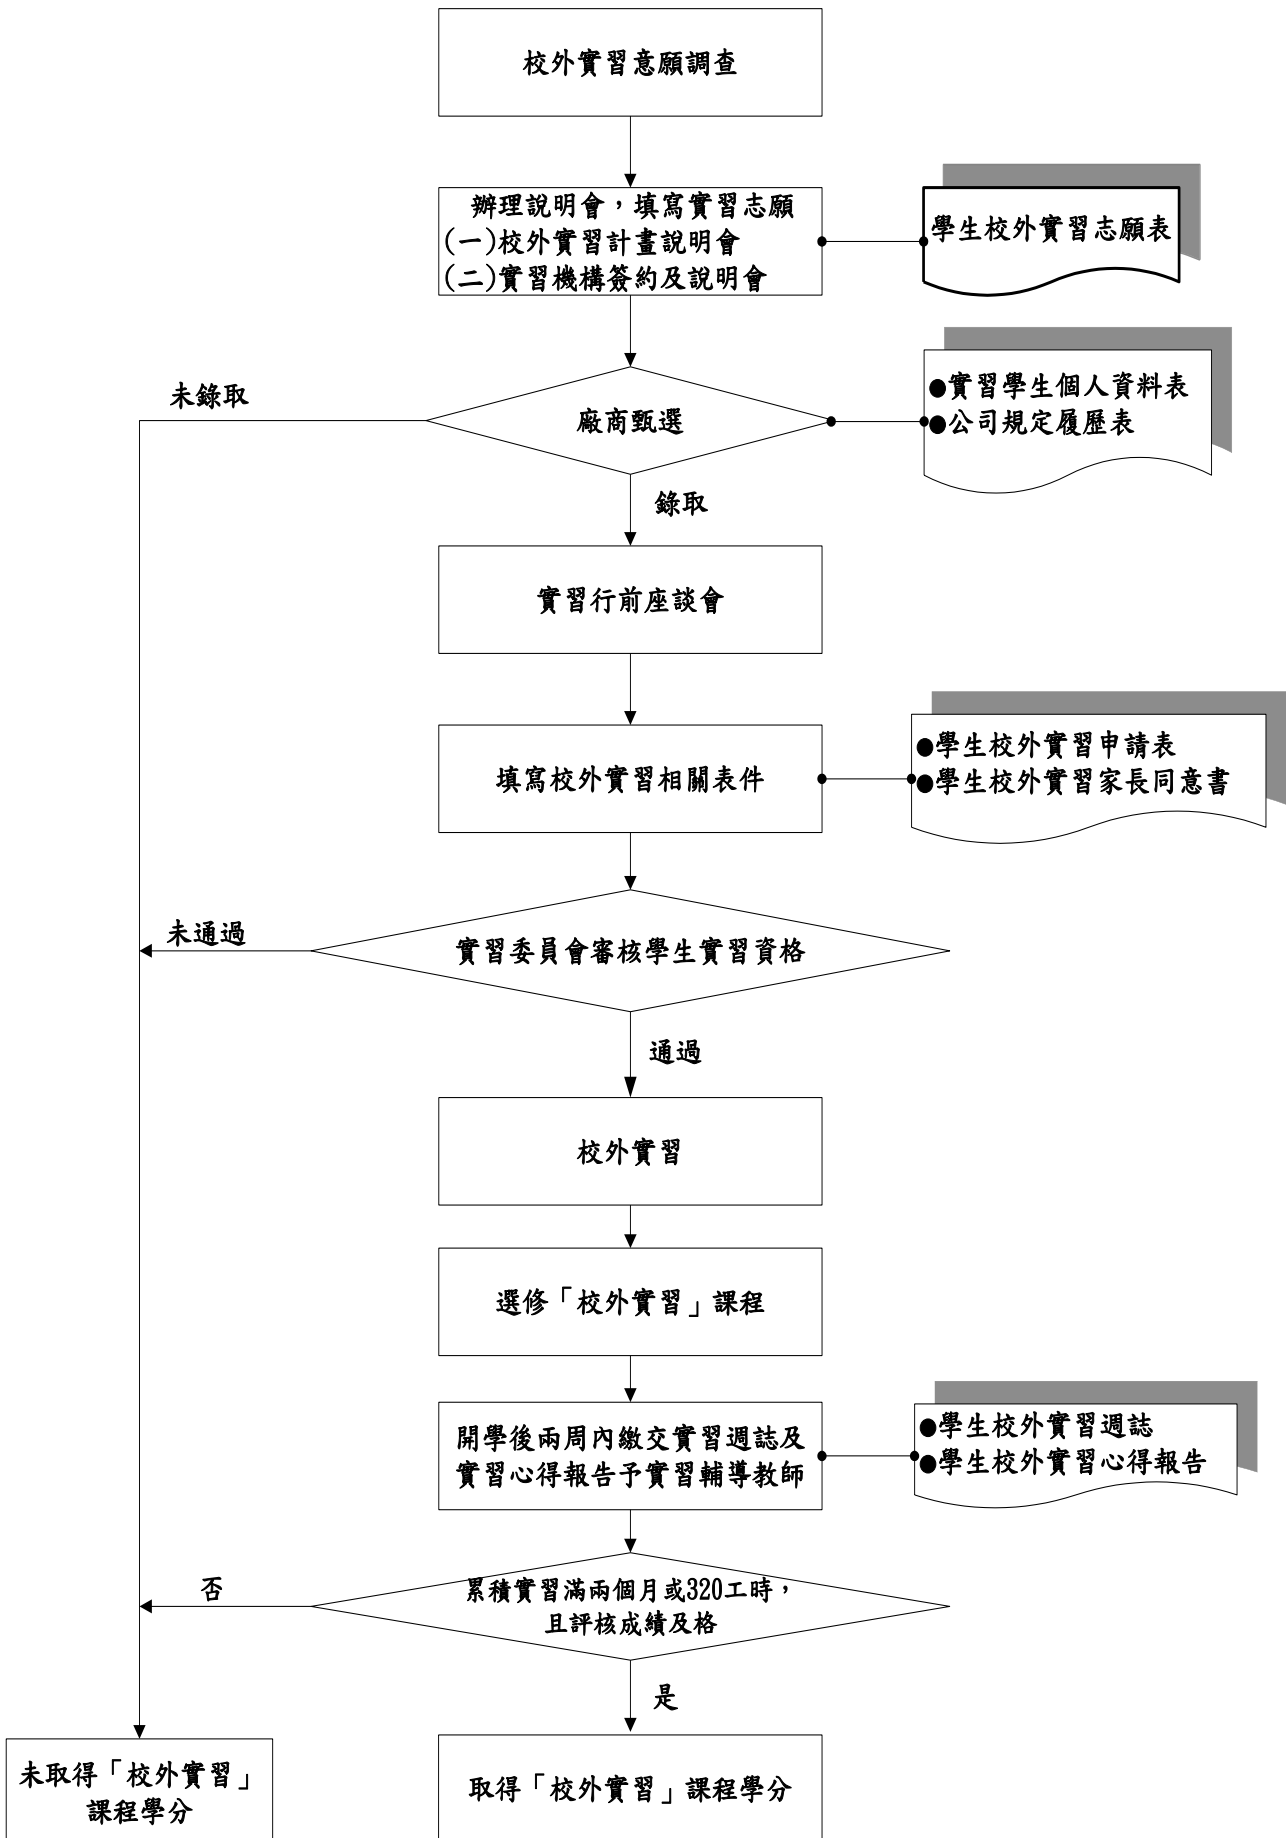 校外實習意願調查
辦理說明會，填寫實習志願
(一)校外實習計畫說明會
(二)實習機構簽約及說明會
學生校外實習志願表
未錄取
廠商甄選
●實習學生個人資料表
●公司規定履歷表
錄取
實習行前座談會
填寫校外實習相關表件
●學生校外實習申請表
●學生校外實習家長同意書
未通過
實習委員會審核學生實習資格
通過
校外實習
選修「校外實習」課程
開學後兩周內繳交實習週誌及
實習心得報告予實習輔導教師
●學生校外實習週誌
●學生校外實習心得報告
否
累積實習滿兩個月或320工時，
且評核成績及格
是
未取得「校外實習」
課程學分
取得「校外實習」課程學分